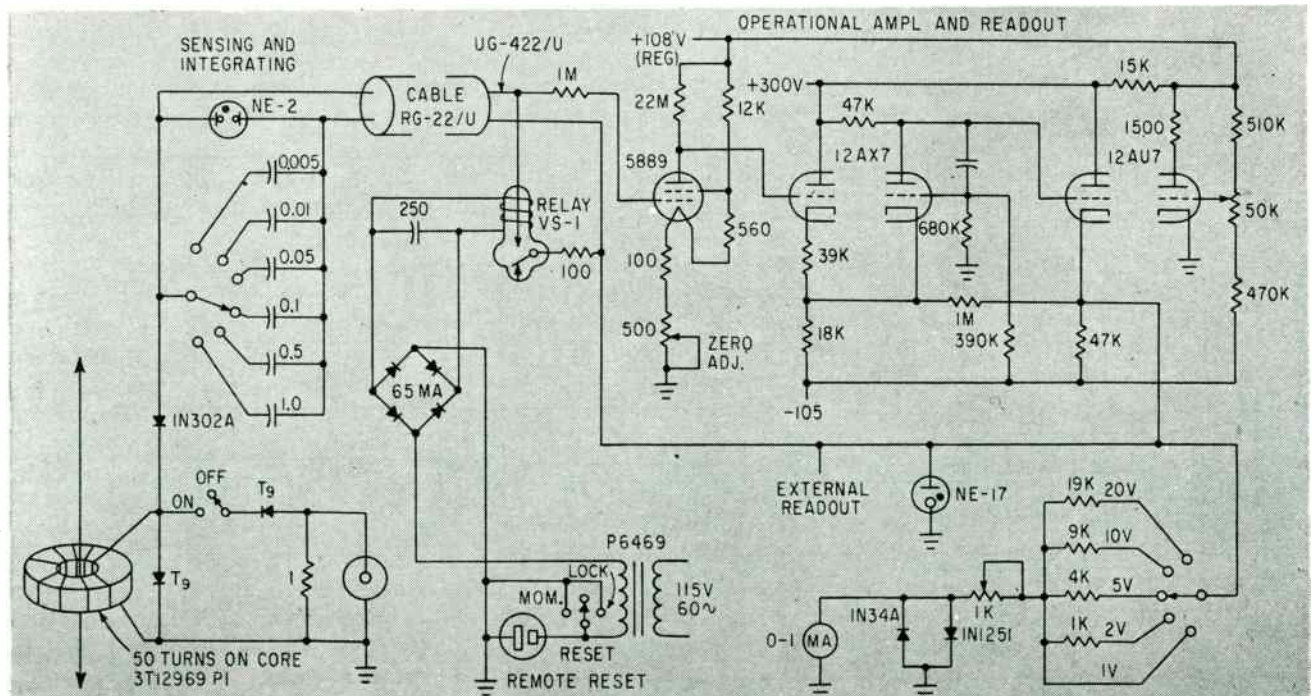 OPERATIONAL AMPL AND READOUT
SENSING AND
INTEGRATING
UG-422/U
+108V
(REG)
1M
NE-2
CABLE
RG-22/U
22M
12K
+300V
15K
47K
1500
510K
0.005
5889
12AX7
12AU7
250
RELAY
VS-1
0.01
560
680K
50K
0.05
100
100
39K
0.1
500
ZERO
ADJ.
18K
1M
390K
47K
470K
0.5
65 MA
-105
1.0
1N302A
OFF
ON
T9
EXTERNAL
READOUT
NE-17
19K
20V
P6469
9K
10V
T9
1
LOCK
MOM.
115V
60~
4K
5V
1N34A
1K
1N1251
1K
2V
0-1
MA
1V
50 TURNS ON CORE
3T12969 P1
RESET
REMOTE RESET